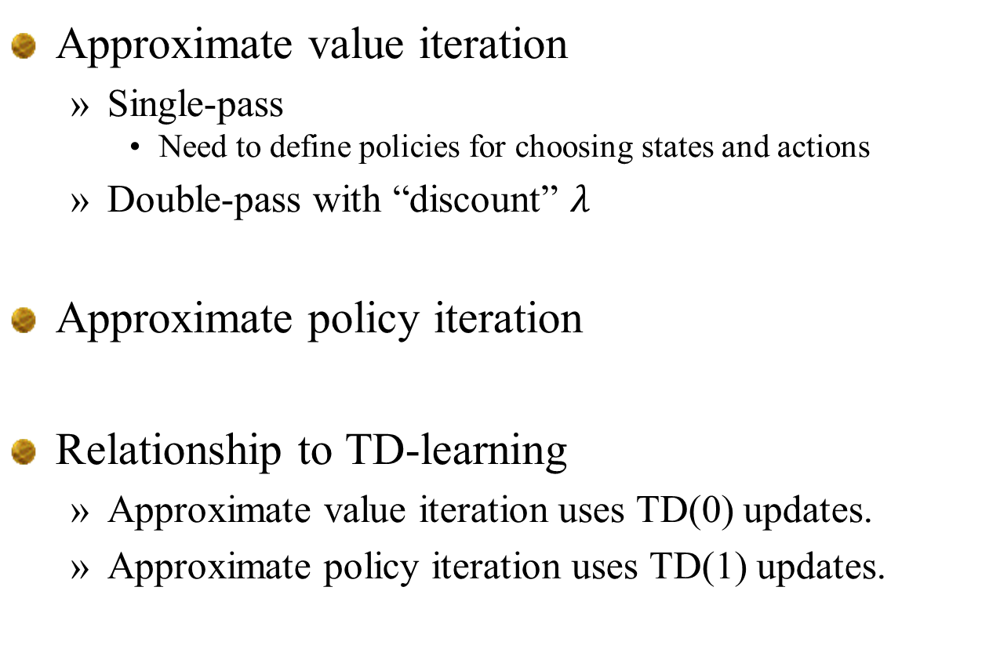 Approximate value iteration
» Single-pass
• Need to define policies for choosing states and actions
» Double-pass with “discount” λ
Approximate policy iteration
Relationship to TD-learning
» Approximate value iteration uses TD(0) updates.
» Approximate policy iteration uses TD(1) updates.